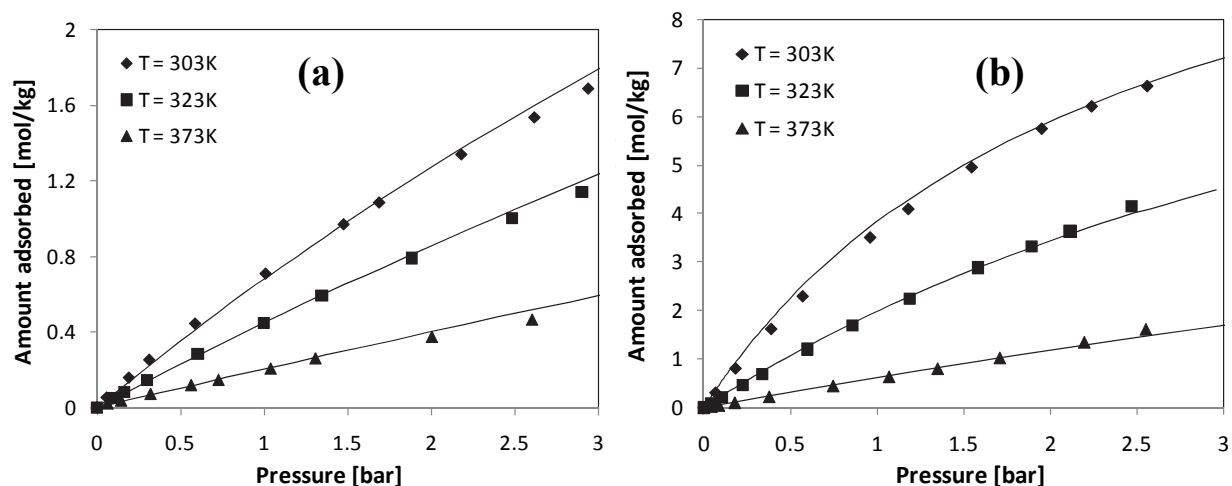 Amount adsorbed [mol/kg]
2
1.6
1.2
0.8
0.4
0
T = 303K
T = 323K
T = 373K
(a)
0 0.5 1 1.5 2 2.5 3
Pressure [bar]
Amount adsorbed [mol/kg]
8
7
6
5
4
3
2
1
0
T = 303K
T = 323K
T = 373K
(b)
0 0.5 1 1.5 2 2.5 3
Pressure [bar]